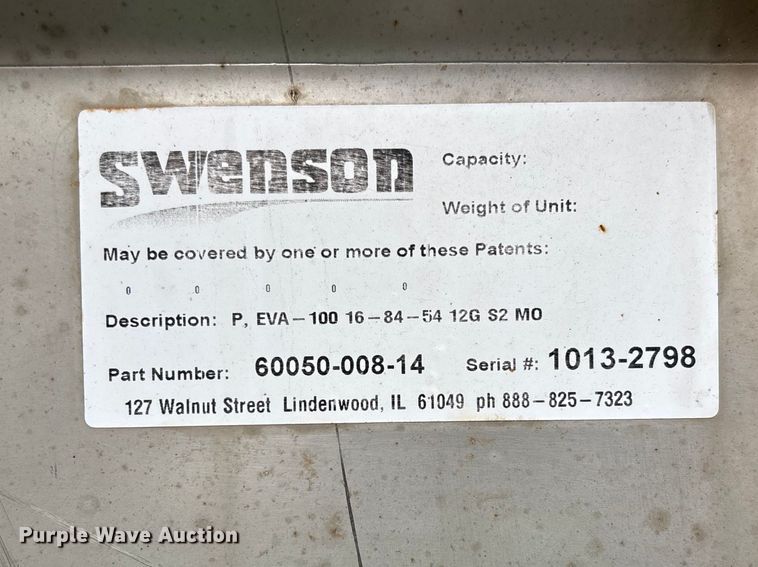 Swenson
Capacity:
Weight of Unit:
May be covered by one or more of these Patents:
0 0 0 0 0
Description: P, EVA-100 16-84-54 12G S2 MO
Part Number: 60050-008-14 Serial #: 1013-2798
127 Walnut Street Lindenwood, IL 61049 ph 888-825-7323
Purple Wave Auction